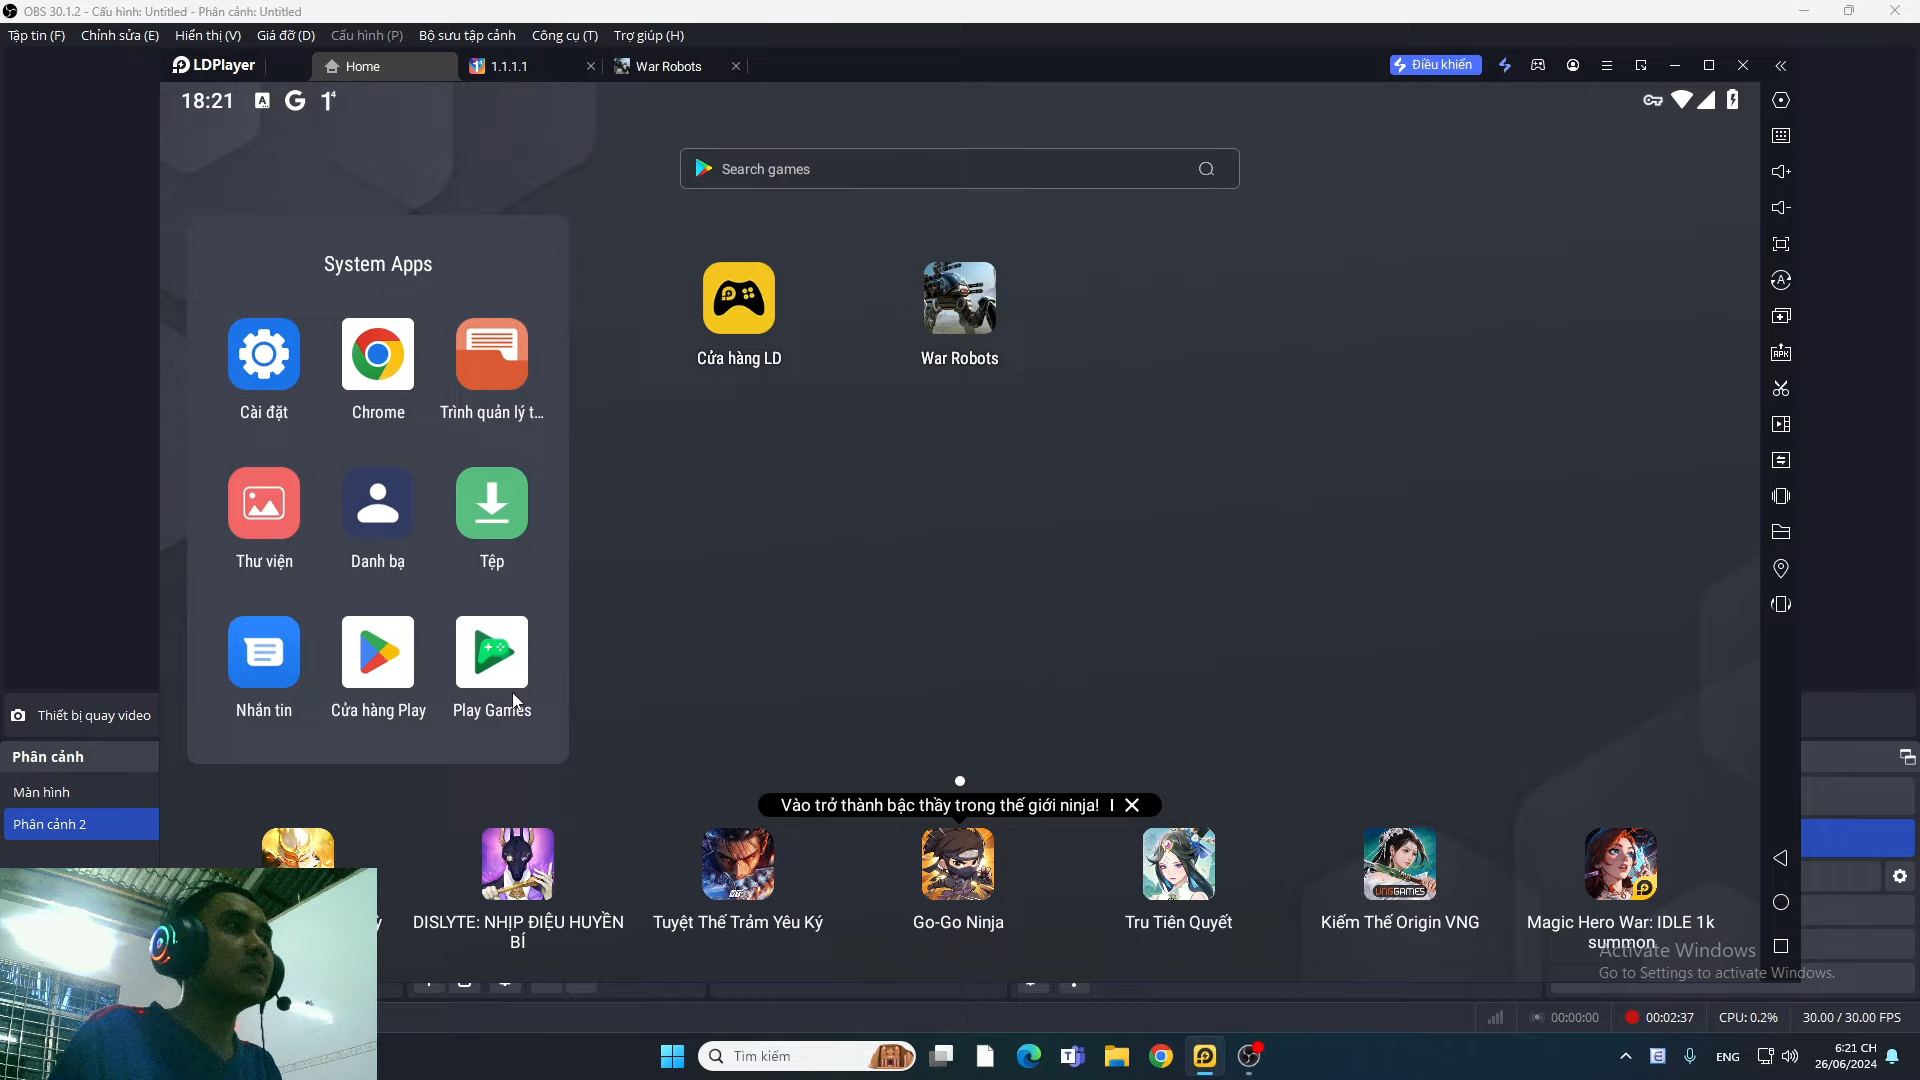 OBS 30.1.2 - Cấu hình: Untitled - Phân cảnh: Untitled
Tập tin (F) Chỉnh sửa (E) Hiển thị (V) Giá đỡ (D) Cấu hình (P) Bộ sưu tập cảnh Công cụ (T) Trợ giúp (H)
LDPlayer Home 1.1.1.1 War Robots Điều khiển
18:21
Search games
System Apps
Cài đặt Chrome Trình quản lý t...
Cửa hàng LD War Robots
Thư viện Danh bạ Tệp
Nhắn tin Cửa hàng Play Play Games
Thiết bị quay video
Phân cảnh
Màn hình
Phân cảnh 2
Vào trở thành bậc thầy trong thế giới ninja!
DISLYTE: NHỊP ĐIỆU HUYỀN BÍ
Tuyệt Thế Trảm Yêu Ký
Go-Go Ninja
Tru Tiên Quyết
Kiếm Thế Origin VNG
Magic Hero War: IDLE 1k summon
VNGGAMES
Activate Windows
Go to Settings to activate Windows.
00:00:00 00:02:37 CPU: 0.2% 30.00 / 30.00 FPS
Tìm kiếm
ENG
6:21 CH
26/06/2024